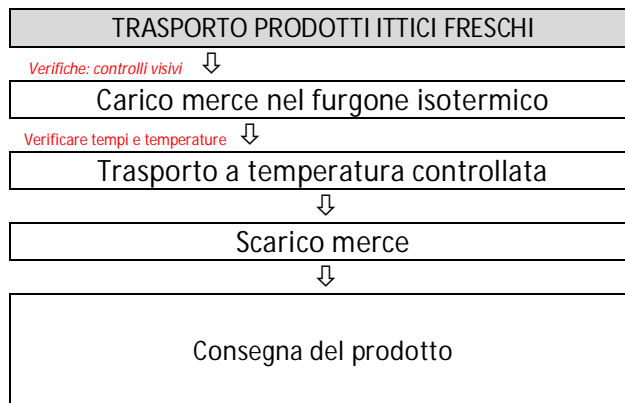 TRASPORTO PRODOTTI ITTICI FRESCHI
Verifiche: controlli visivi
Carico merce nel furgone isotermico
Verificare tempi e temperature
Trasporto a temperatura controllata
Scarico merce
Consegna del prodotto